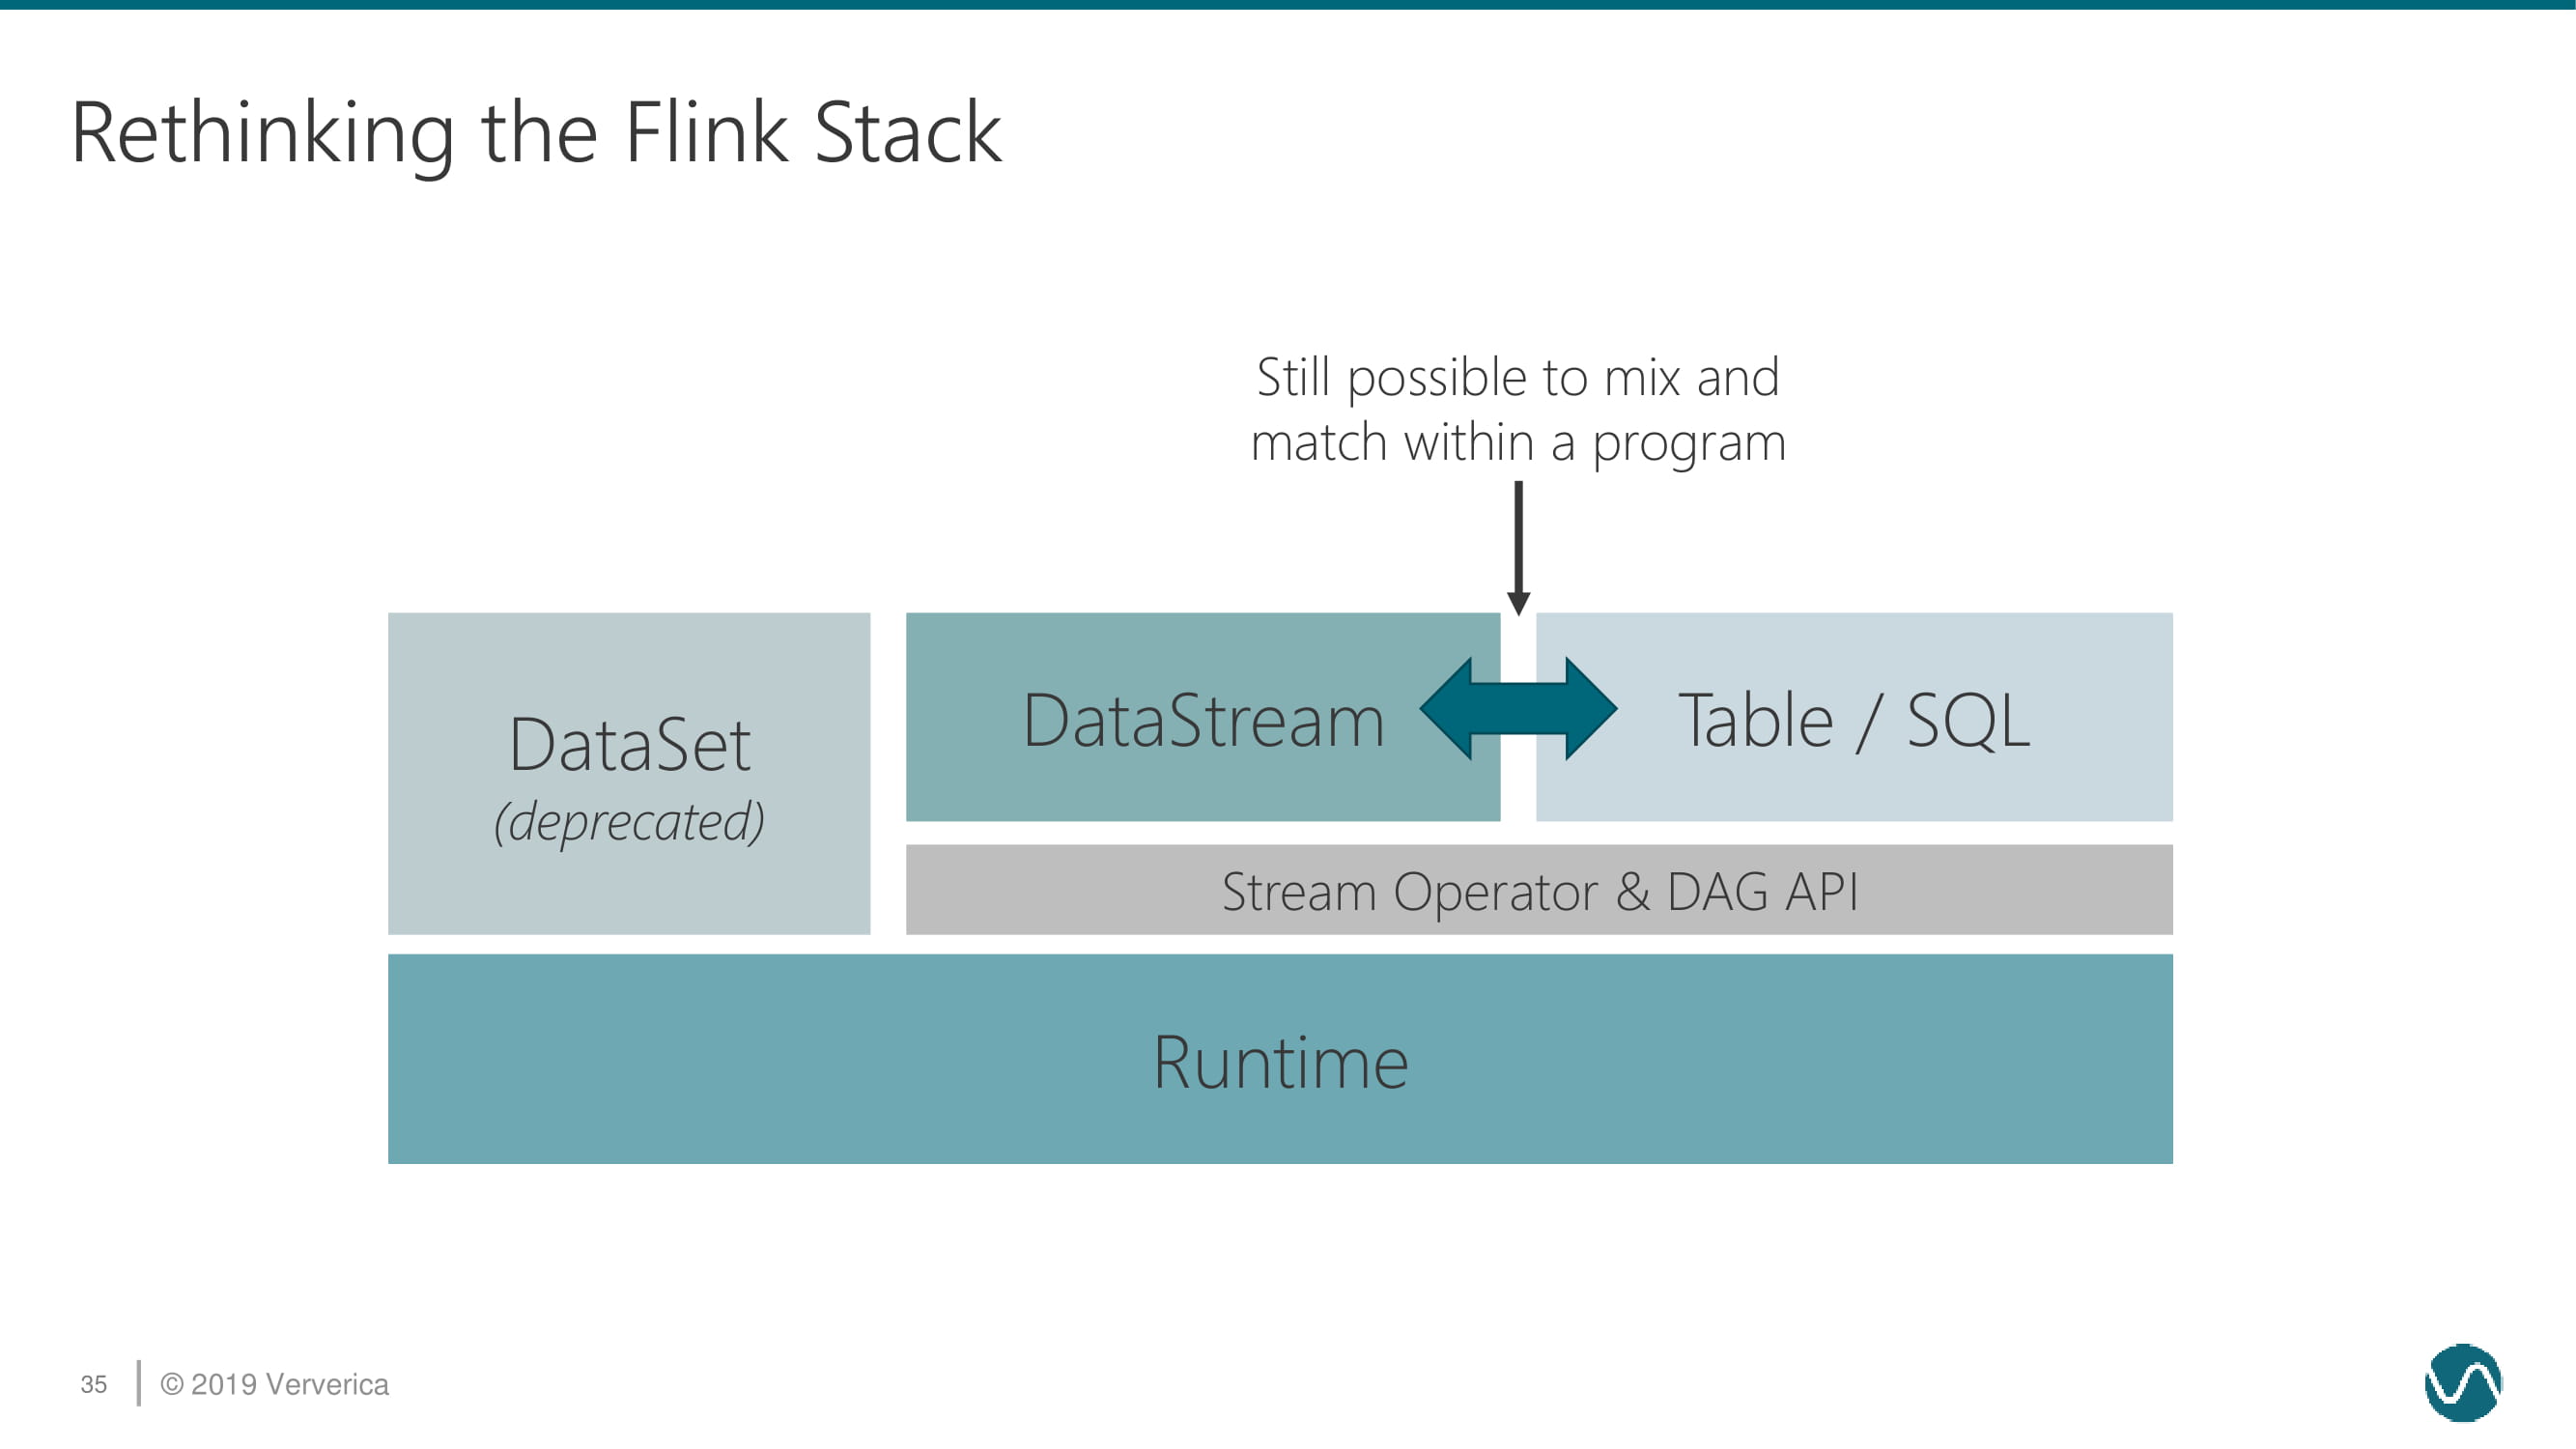 Rethinking the Flink Stack
Still possible to mix and
match within a program
DataSet
(deprecated)
DataStream
Table / SQL
Stream Operator & DAG API
Runtime
35
© 2019 Ververica